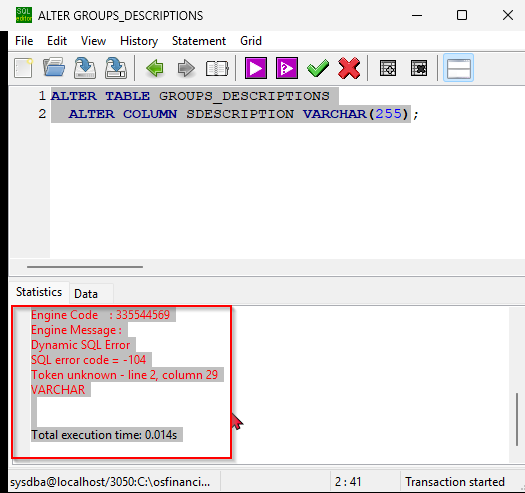 SQL editor ALTER GROUPS_DESCRIPTIONS
File Edit View History Statement Grid
1 ALTER TABLE GROUPS_DESCRIPTIONS
2 ALTER COLUMN SDESCRIPTION VARCHAR(255);
Statistics Data
Engine Code : 335544569
Engine Message :
Dynamic SQL Error
SQL error code = -104
Token unknown - line 2, column 29
VARCHAR
Total execution time: 0.014s
sysdba@localhost/3050:C:\osfinanci... 2 : 41 Transaction started